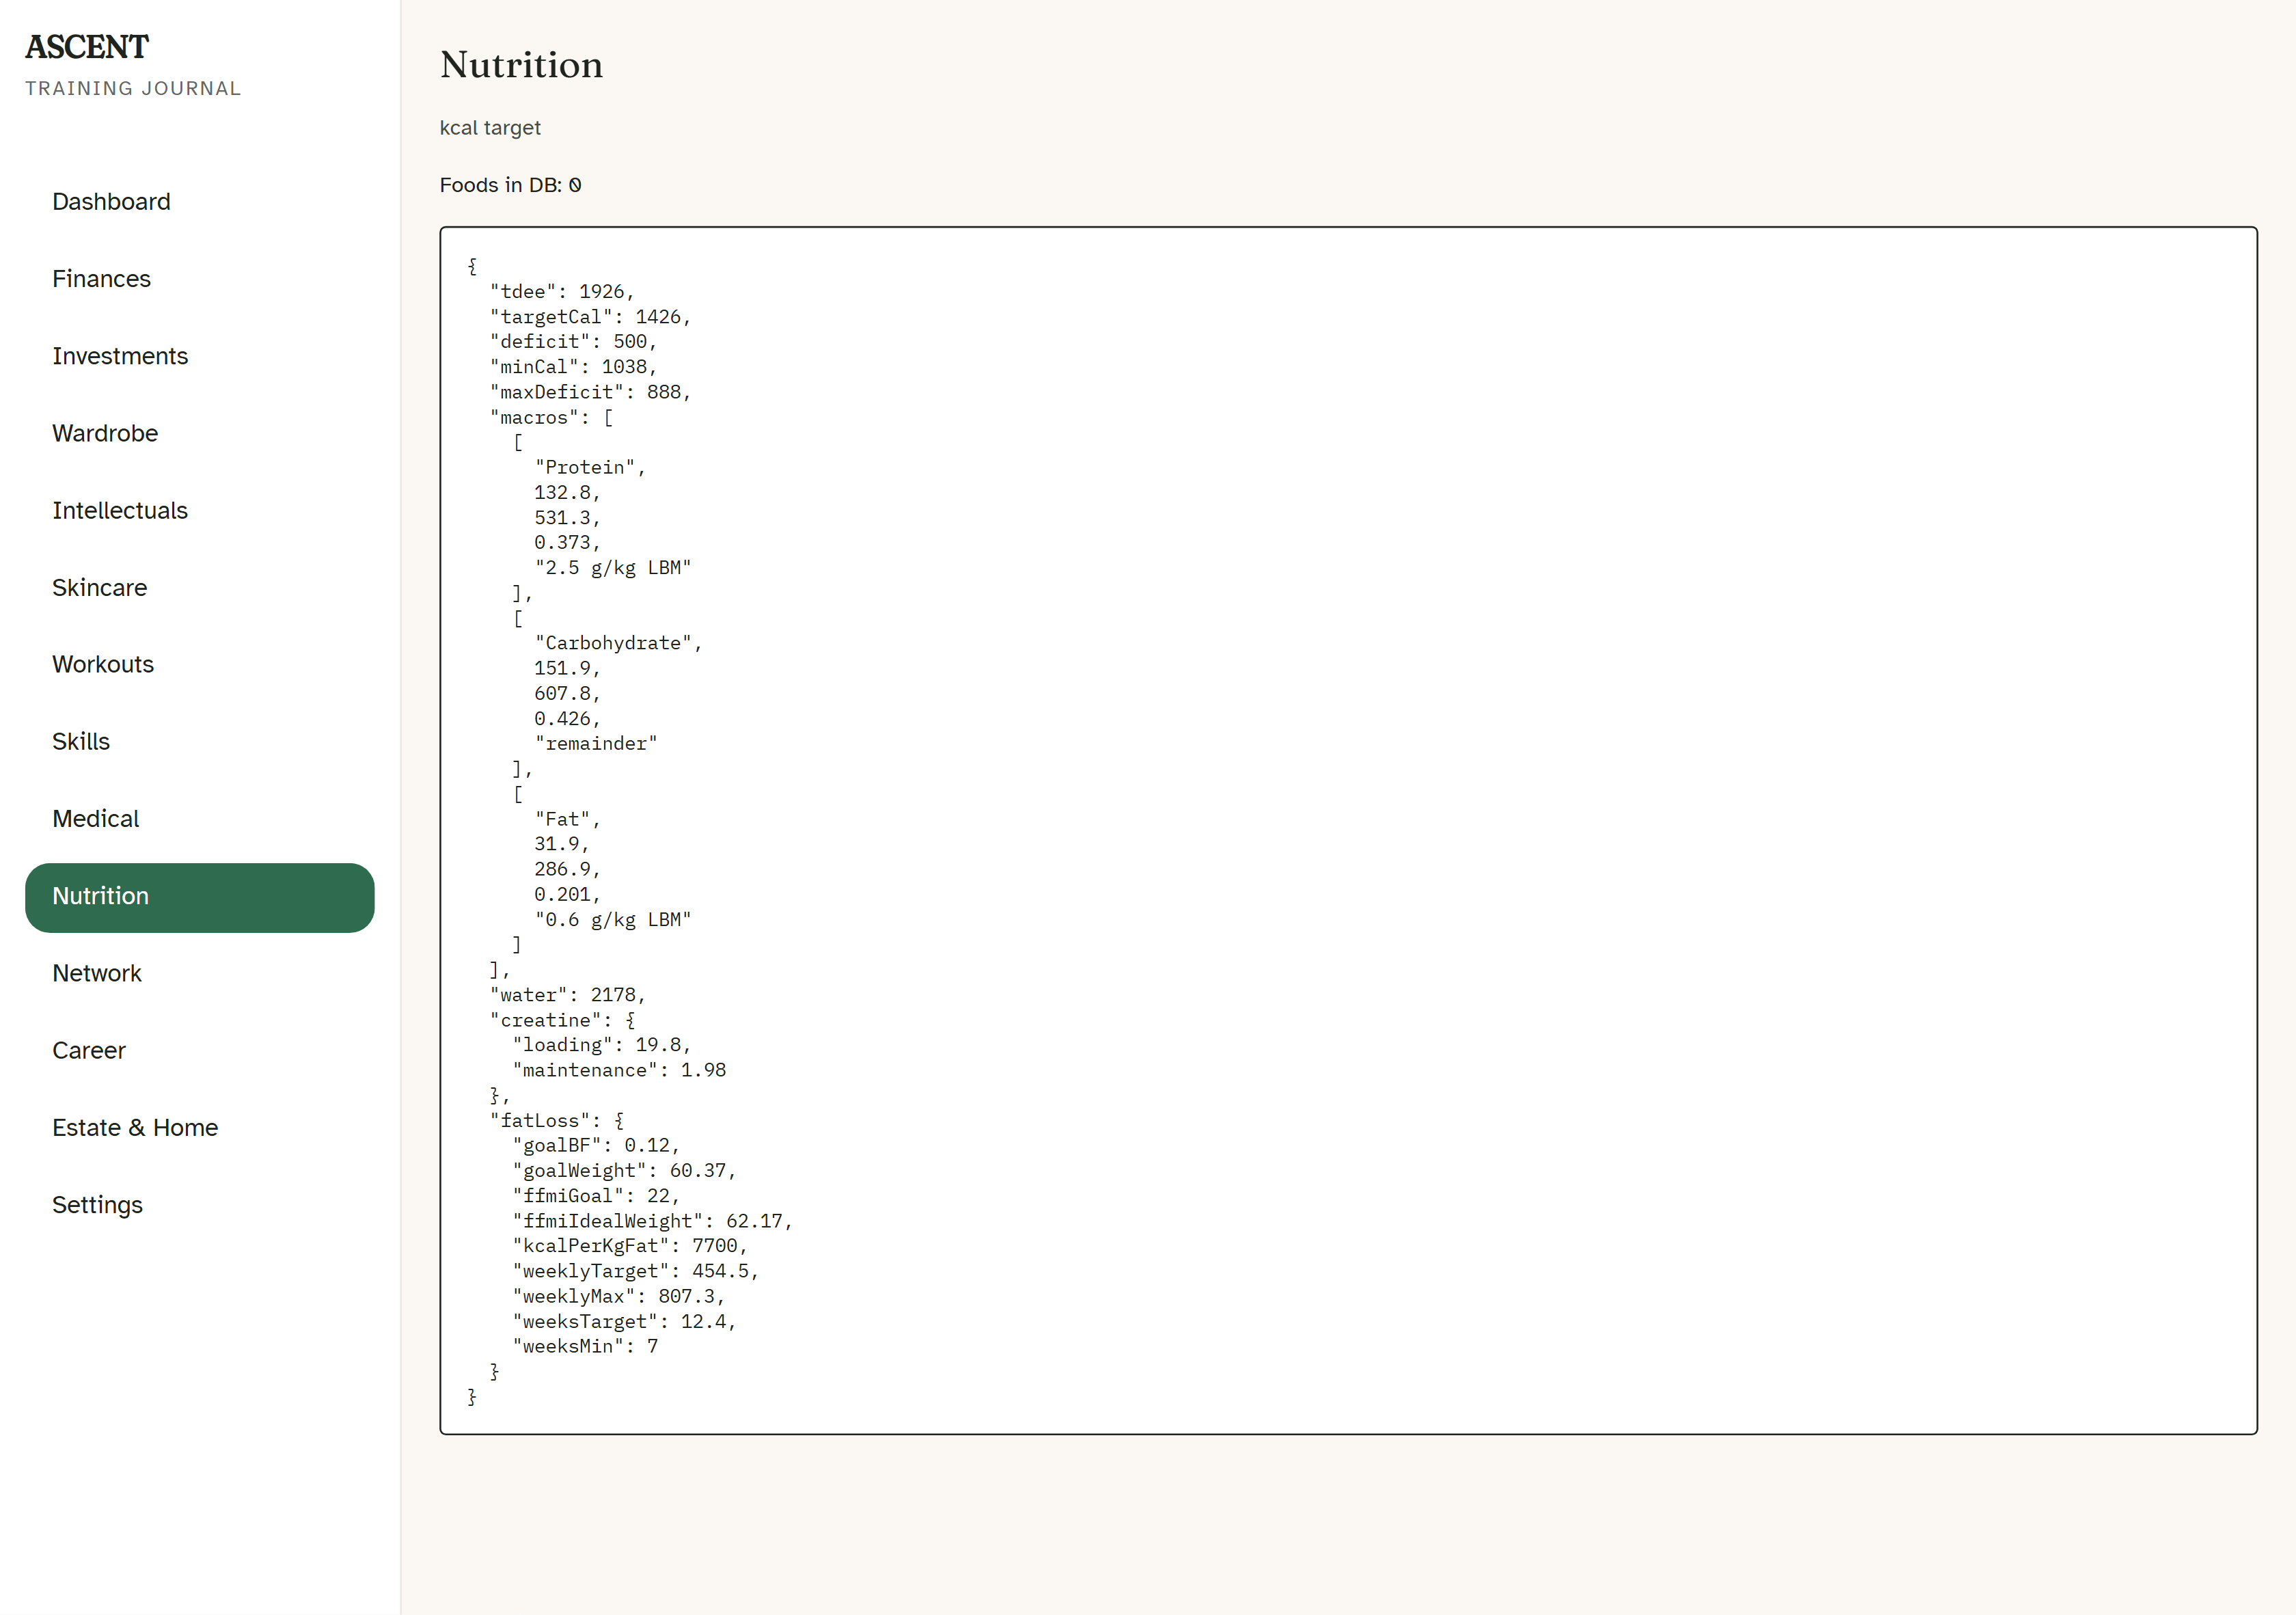 ASCENT
TRAINING JOURNAL
Dashboard
Finances
Investments
Wardrobe
Intellectuals
Skincare
Workouts
Skills
Medical
Nutrition
Network
Career
Estate & Home
Settings
Nutrition
kcal target
Foods in DB: 0
{
  "tdee": 1926,
  "targetCal": 1426,
  "deficit": 500,
  "minCal": 1038,
  "maxDeficit": 888,
  "macros": [
    [
      "Protein",
      132.8,
      531.3,
      0.373,
      "2.5 g/kg LBM"
    ],
    [
      "Carbohydrate",
      151.9,
      607.8,
      0.426,
      "remainder"
    ],
    [
      "Fat",
      31.9,
      286.9,
      0.201,
      "0.6 g/kg LBM"
    ]
  ],
  "water": 2178,
  "creatine": {
    "loading": 19.8,
    "maintenance": 1.98
  },
  "fatLoss": {
    "goalBF": 0.12,
    "goalWeight": 60.37,
    "ffmiGoal": 22,
    "ffmiIdealWeight": 62.17,
    "kcalPerKgFat": 7700,
    "weeklyTarget": 454.5,
    "weeklyMax": 807.3,
    "weeksTarget": 12.4,
    "weeksMin": 7
  }
}